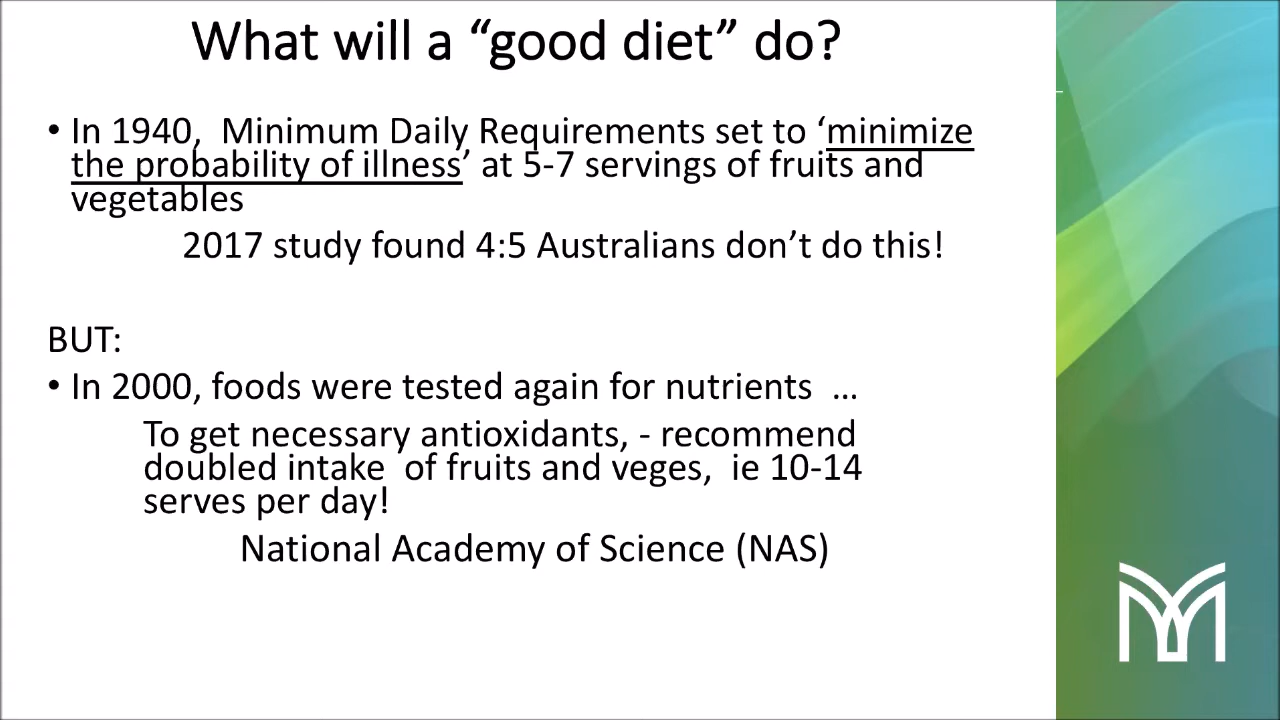 What will a “good diet” do?
• In 1940,  Minimum Daily Requirements set to ‘minimize
the probability of illness’ at 5-7 servings of fruits and
vegetables
2017 study found 4:5 Australians don’t do this!
BUT:
• In 2000, foods were tested again for nutrients  …
To get necessary antioxidants, - recommend
doubled intake  of fruits and veges,  ie 10-14
serves per day!
National Academy of Science (NAS)